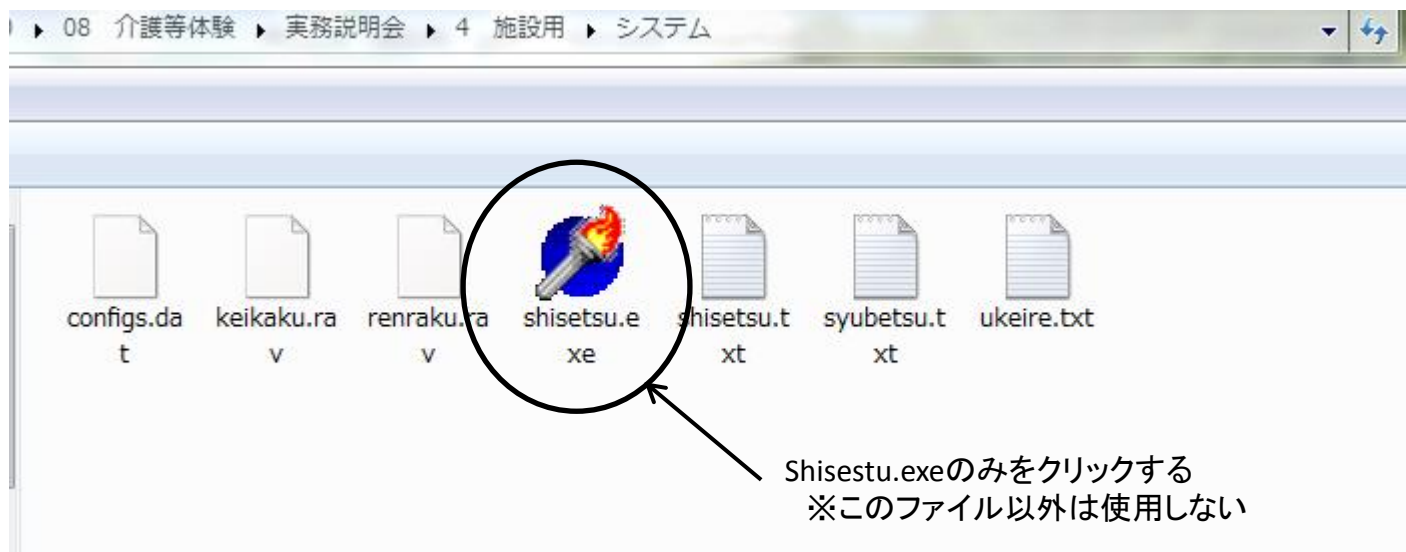 08 介護等体験 ▸ 実務説明会 ▸ 4 施設用 ▸ システム
configs.da
t
keikaku.ra
v
renraku.ra
v
shisetsu.e
xe
shisetsu.t
xt
syubetsu.t
xt
ukeire.txt
Shisestu.exeのみをクリックする
※このファイル以外は使用しない